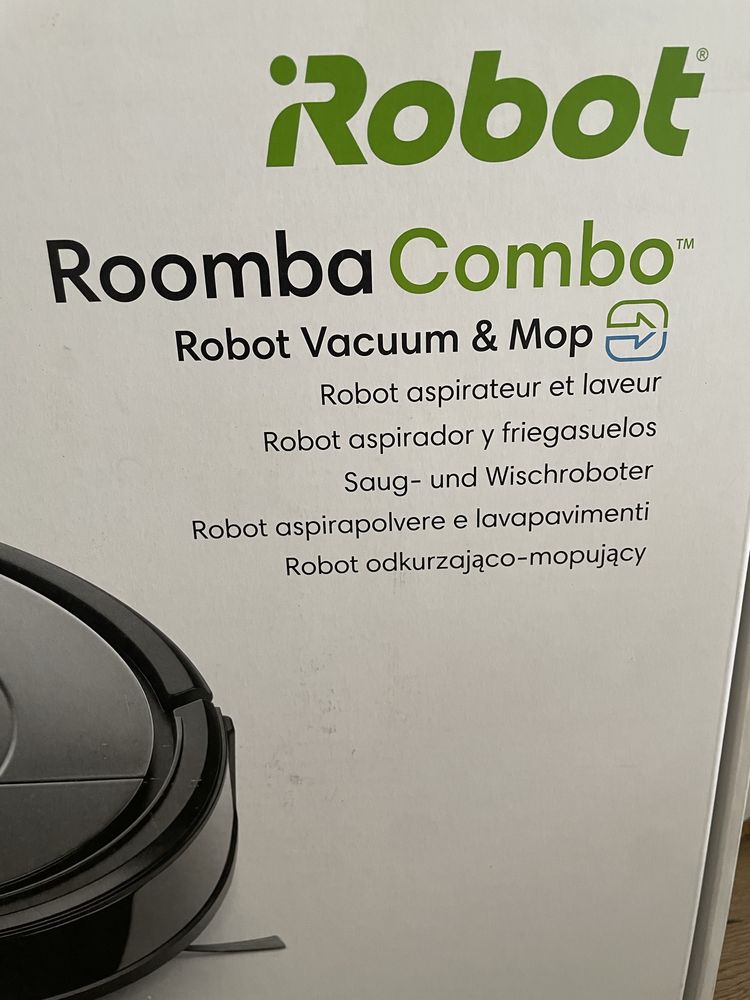 iRobot®
Roomba Combo™
Robot Vacuum & Mop
Robot aspirateur et laveur
Robot aspirador y friegasuelos
Saug- und Wischroboter
Robot aspirapolvere e lavapavimenti
Robot odkurzająco-mopujący